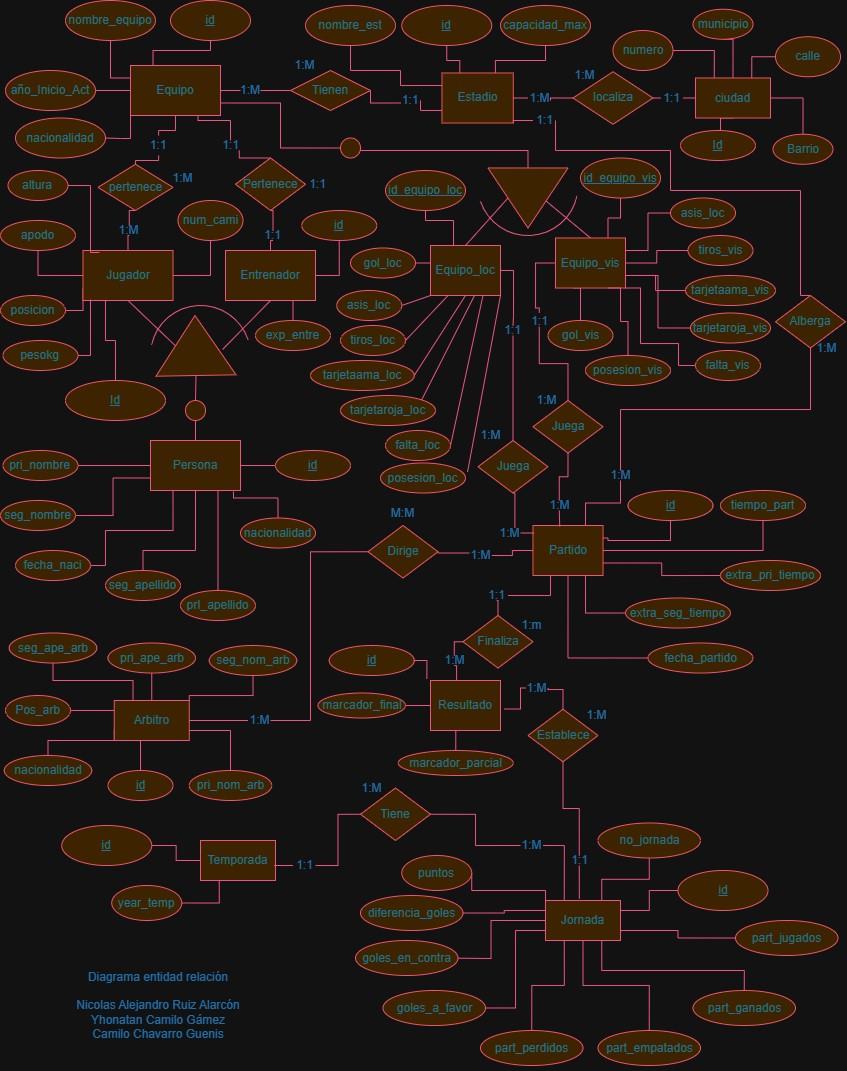 nombre_equipo
id
nombre_est
id
capacidad_max
municipio
numero
calle
año_Inicio_Act
Equipo
1:M
1:M
Tienen
1:1
Estadio
1:M
1:M
localiza
1:1
ciudad
nacionalidad
1:1
1:1
1:1
Id
Barrio
altura
pertenece
1:M
Pertenece
1:1
id_equipo_loc
id_equipo_vis
apodo
1:M
num_cami
1:1
id
asis_loc
tiros_vis
Jugador
Entrenador
gol_loc
Equipo_loc
Equipo_vis
tarjetaama_vis
posicion
asis_loc
exp_entre
1:1
1:1
gol_vis
tarjetaroja_vis
Alberga
1:M
pesokg
tiros_loc
tarjetaama_loc
posesion_vis
falta_vis
Id
tarjetaroja_loc
1:M
Juega
1:M
falta_loc
Juega
posesion_loc
1:M
pri_nombre
Persona
id
seg_nombre
nacionalidad
M:M
1:M
1:M
id
tiempo_part
fecha_naci
seg_apellido
prl_apellido
Dirige
1:M
Partido
extra_pri_tiempo
1:1
1:m
extra_seg_tiempo
Finaliza
fecha_partido
seg_ape_arb
pri_ape_arb
seg_nom_arb
id
1:M
Pos_arb
Arbitro
1:M
marcador_final
Resultado
1:M
1:M
Establece
nacionalidad
id
pri_nom_arb
marcador_parcial
1:M
Tiene
id
Temporada
1:1
1:M
1:1
no_jornada
year_temp
puntos
id
diferencia_goles
Jornada
part_jugados
goles_en_contra
goles_a_favor
part_ganados
part_perdidos
part_empatados
Diagrama entidad relación
Nicolas Alejandro Ruiz Alarcón
Yhonatan Camilo Gámez
Camilo Chavarro Guenis